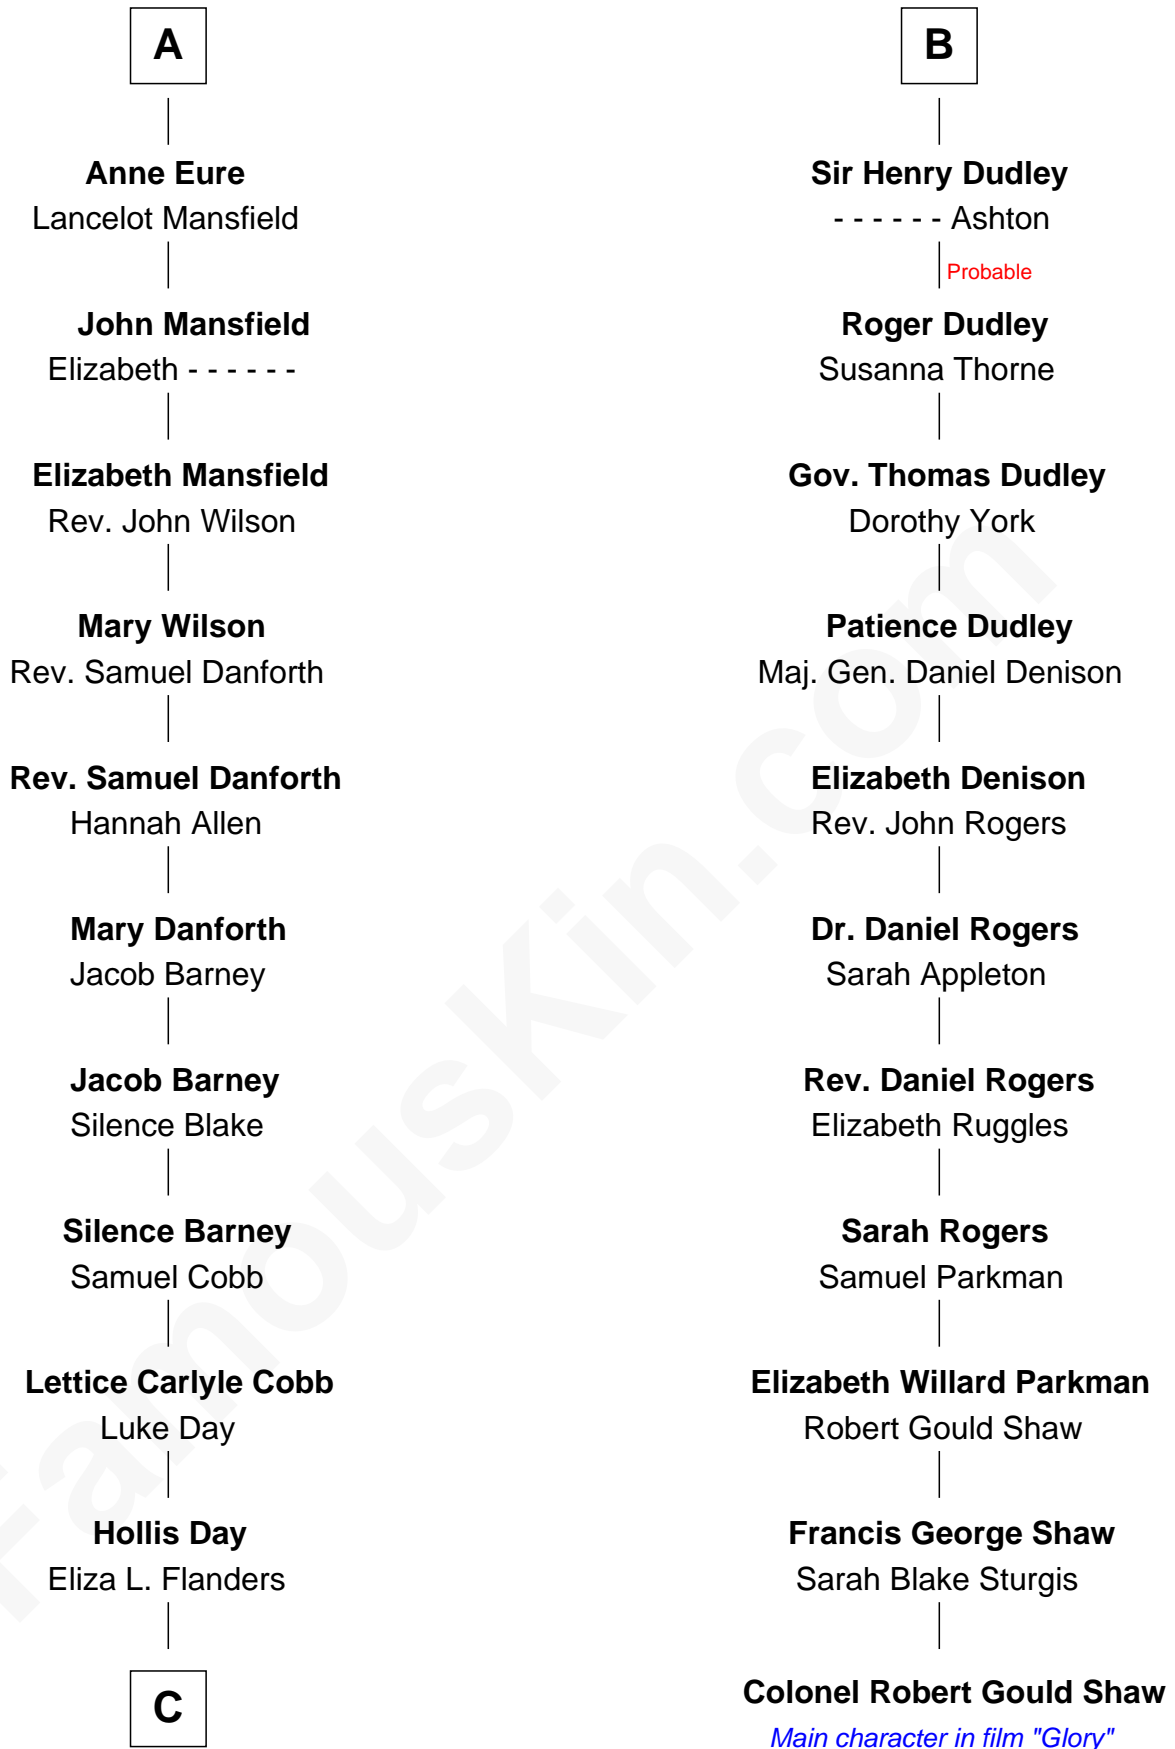 A
Anne Eure
Lancelot Mansfield
John Mansfield
Elizabeth - - - - - -
Elizabeth Mansfield
Rev. John Wilson
Mary Wilson
Rev. Samuel Danforth
Rev. Samuel Danforth
Hannah Allen
Mary Danforth
Jacob Barney
Jacob Barney
Silence Blake
Silence Barney
Samuel Cobb
Lettice Carlyle Cobb
Luke Day
Hollis Day
Eliza L. Flanders
C
B
Sir Henry Dudley
- - - - - - Ashton
Probable
Roger Dudley
Susanna Thorne
Gov. Thomas Dudley
Dorothy York
Patience Dudley
Maj. Gen. Daniel Denison
Elizabeth Denison
Rev. John Rogers
Dr. Daniel Rogers
Sarah Appleton
Rev. Daniel Rogers
Elizabeth Ruggles
Sarah Rogers
Samuel Parkman
Elizabeth Willard Parkman
Robert Gould Shaw
Francis George Shaw
Sarah Blake Sturgis
Colonel Robert Gould Shaw
Main character in film "Glory"
FamousKin.com